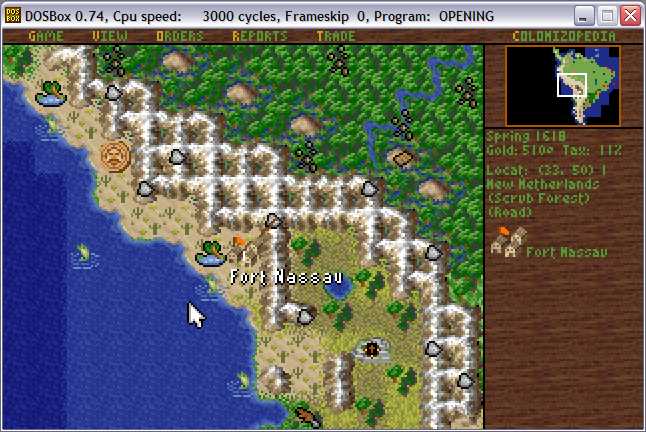 DOSBox 0.74, Cpu speed: 3000 cycles, Frameskip 0, Program: OPENING
GAME VIEW ORDERS REPORTS TRADE COLONIZOPEDIA
Spring 1618
Gold: 510¢ Tax: 11%
Locat: (33, 50) 1
New Netherlands
(Scrub Forest)
(Road)
Fort Nassau
Fort Nassau